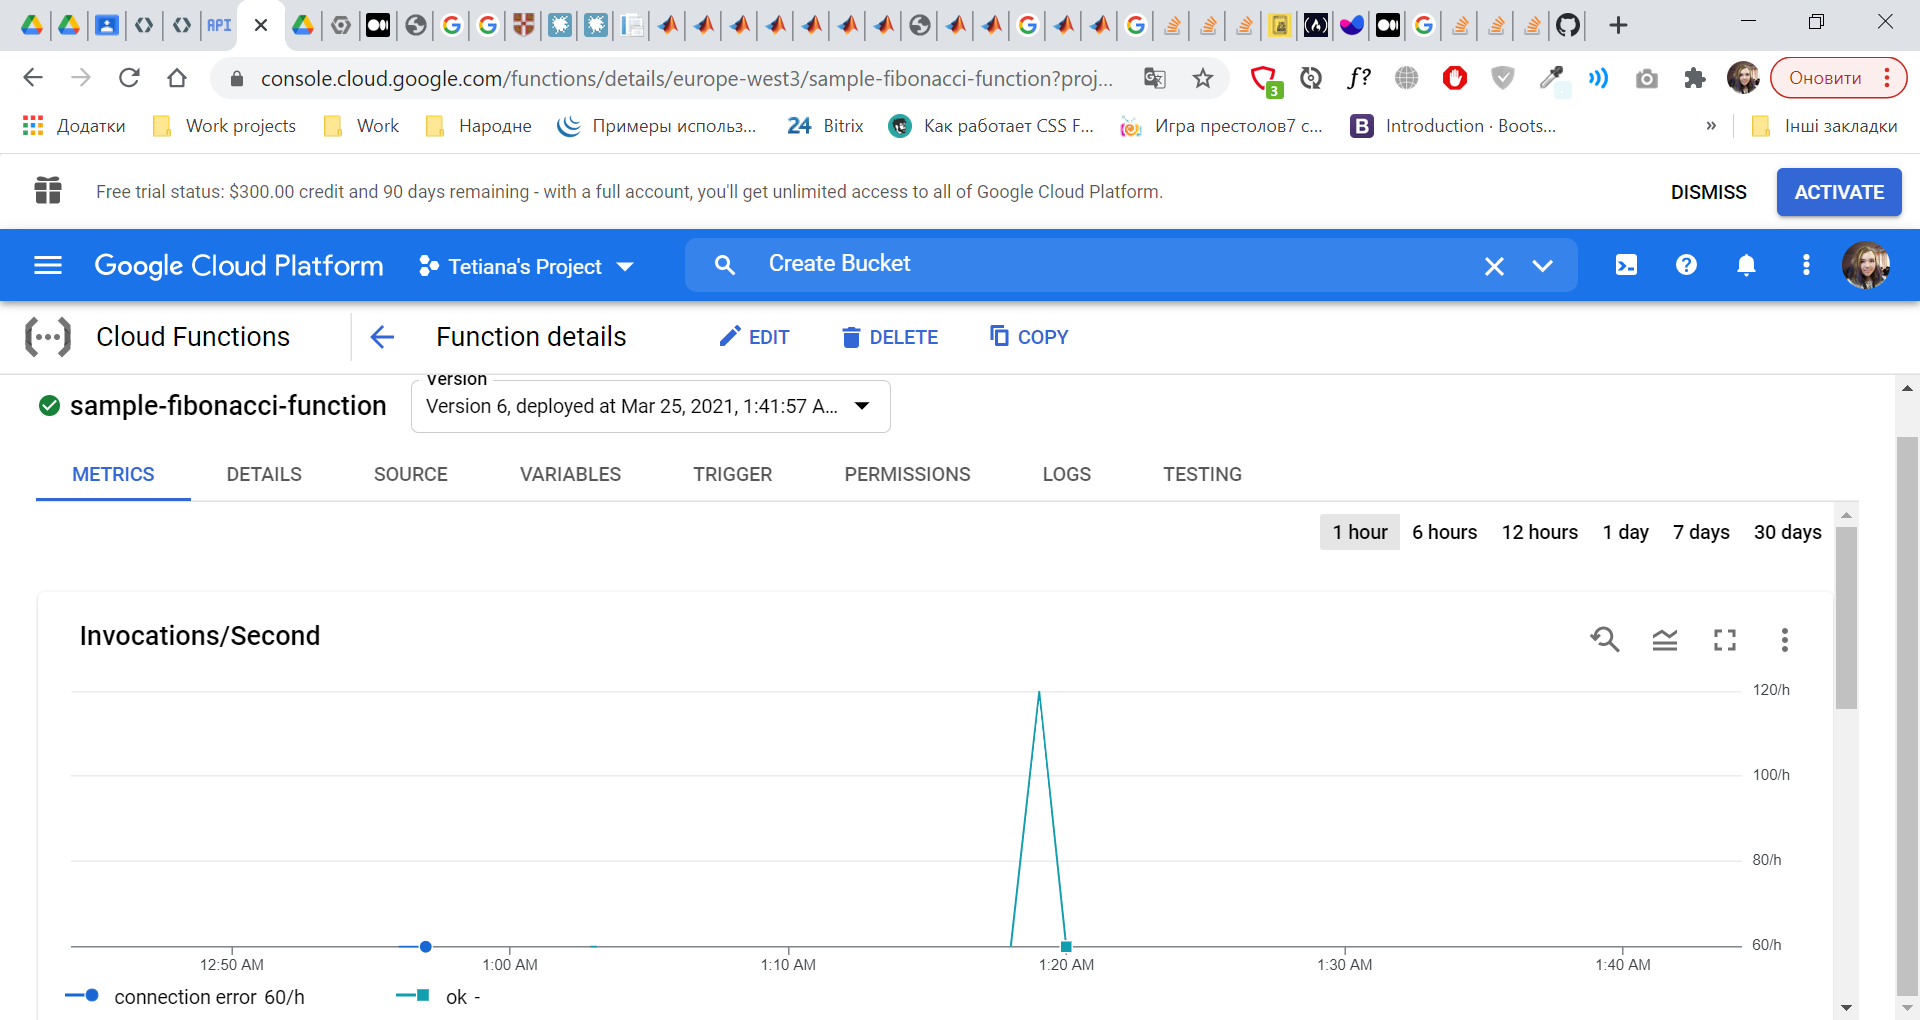 API
console.cloud.google.com/functions/details/europe-west3/sample-fibonacci-function?proj...
3
f?
Оновити
Додатки
Work projects
Work
Народне
Примеры использ...
24 Bitrix
Как работает CSS F...
Игра престолов7 с...
B Introduction · Boots...
»
Інші закладки
Free trial status: $300.00 credit and 90 days remaining - with a full account, you'll get unlimited access to all of Google Cloud Platform.
DISMISS
ACTIVATE
Google Cloud Platform
Tetiana's Project
Create Bucket
Cloud Functions
Function details
EDIT
DELETE
COPY
Version
sample-fibonacci-function
Version 6, deployed at Mar 25, 2021, 1:41:57 A...
METRICS
DETAILS
SOURCE
VARIABLES
TRIGGER
PERMISSIONS
LOGS
TESTING
1 hour
6 hours
12 hours
1 day
7 days
30 days
Invocations/Second
120/h
100/h
80/h
60/h
12:50 AM
1:00 AM
1:10 AM
1:20 AM
1:30 AM
1:40 AM
connection error 60/h
ok -